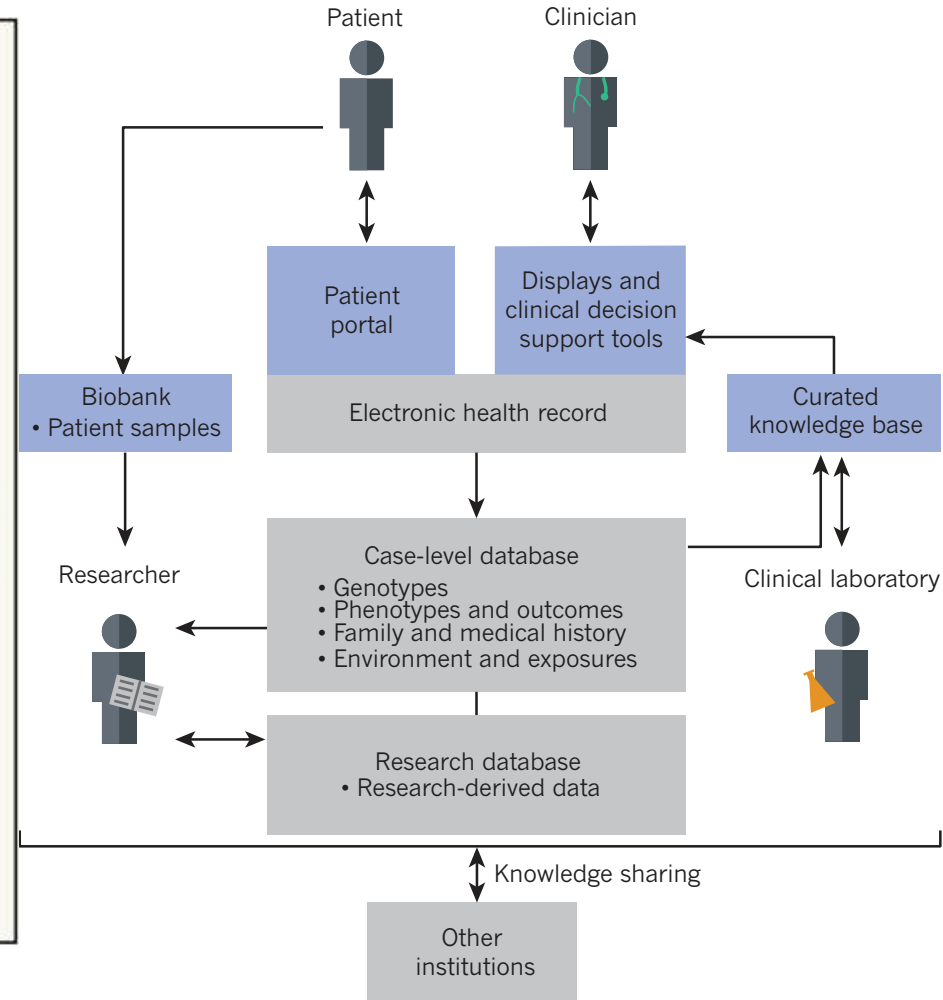 Patient
Clinician
Patient
portal
Displays and
clinical decision
support tools
Biobank
• Patient samples
Electronic health record
Curated
knowledge base
Researcher
Case-level database
• Genotypes
• Phenotypes and outcomes
• Family and medical history
• Environment and exposures
Clinical laboratory
Research database
• Research-derived data
Knowledge sharing
Other
institutions